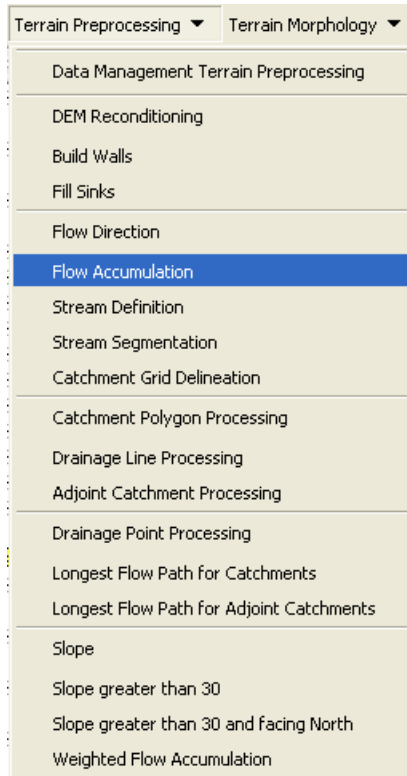 Terrain Preprocessing ▼ Terrain Morphology ▼
Data Management Terrain Preprocessing
DEM Reconditioning
Build Walls
Fill Sinks
Flow Direction
Flow Accumulation
Stream Definition
Stream Segmentation
Catchment Grid Delineation
Catchment Polygon Processing
Drainage Line Processing
Adjoint Catchment Processing
Drainage Point Processing
Longest Flow Path for Catchments
Longest Flow Path for Adjoint Catchments
Slope
Slope greater than 30
Slope greater than 30 and facing North
Weighted Flow Accumulation